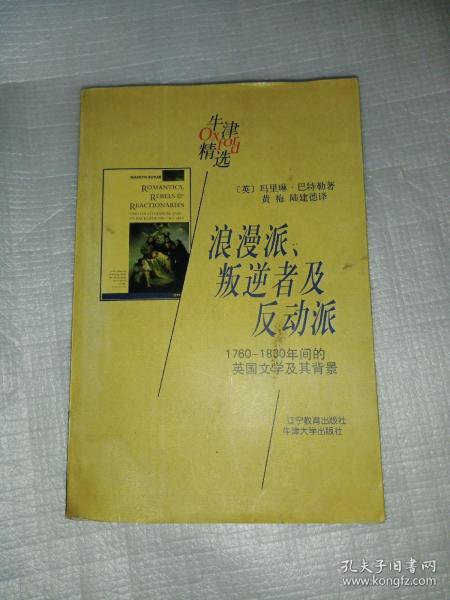 牛津
Oxford
精选
MARILYN BUTLER
ROMANTICS,
REBELS &
REACTIONARIES
〔英〕玛里琳·巴特勒著
黄梅 陆建德译
浪漫派、
叛逆者及
反动派
1760-1830年间的
英国文学及其背景
辽宁教育出版社
牛津大学出版社
孔夫子旧书网
www.kongfz.com